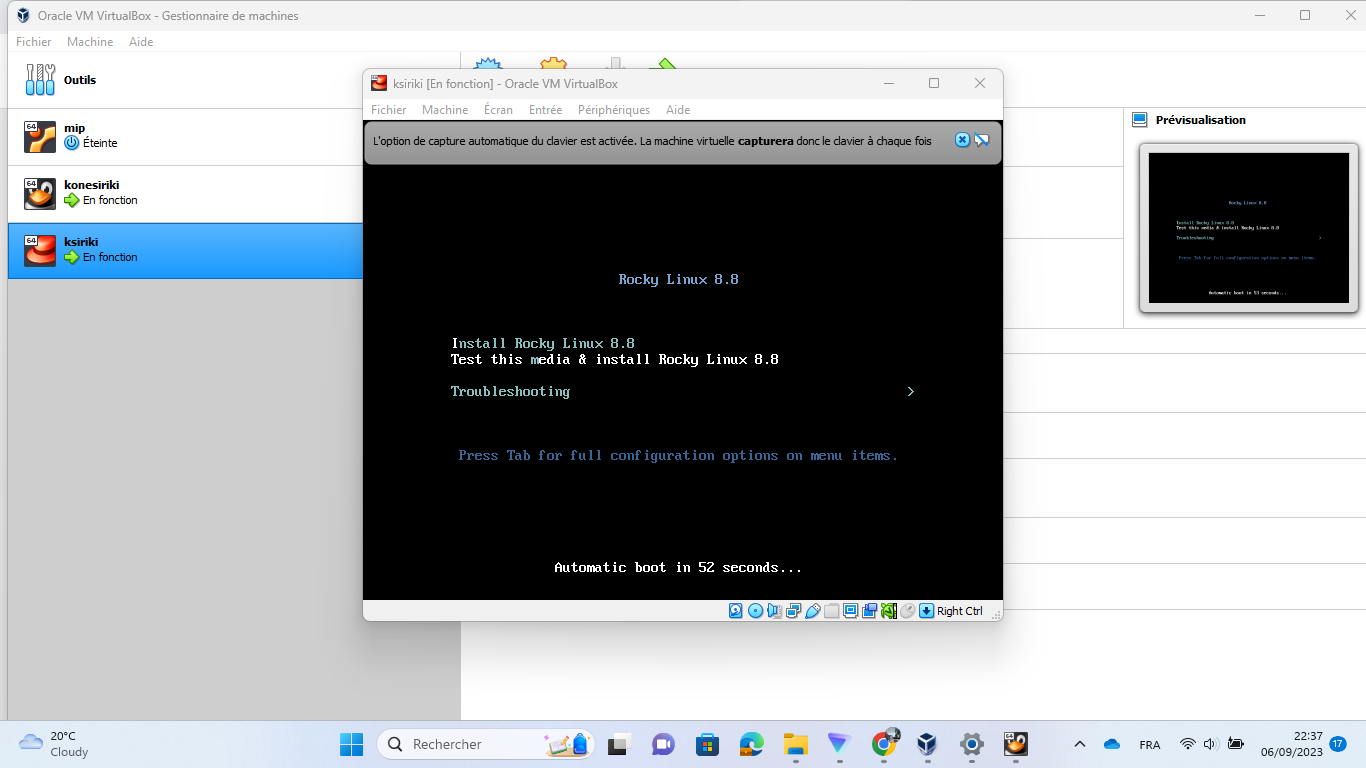 Oracle VM VirtualBox - Gestionnaire de machines
Fichier Machine Aide
Outils
64
mip
Éteinte
64
konesiriki
En fonction
64
ksiriki
En fonction
ksiriki [En fonction] - Oracle VM VirtualBox
Fichier Machine Écran Entrée Périphériques Aide
L'option de capture automatique du clavier est activée. La machine virtuelle capturera donc le clavier à chaque fois
Rocky Linux 8.8
Install Rocky Linux 8.8
Test this media & install Rocky Linux 8.8
Troubleshooting >
Press Tab for full configuration options on menu items.
Automatic boot in 52 seconds...
Right Ctrl
Prévisualisation
Rocky Linux 8.8
Install Rocky Linux 8.8
Test this media & install Rocky Linux 8.8
Troubleshooting >
Press Tab for full configuration options on menu items.
Automatic boot in 53 seconds...
20°C
Cloudy
Rechercher
64
FRA
22:37
06/09/2023
17